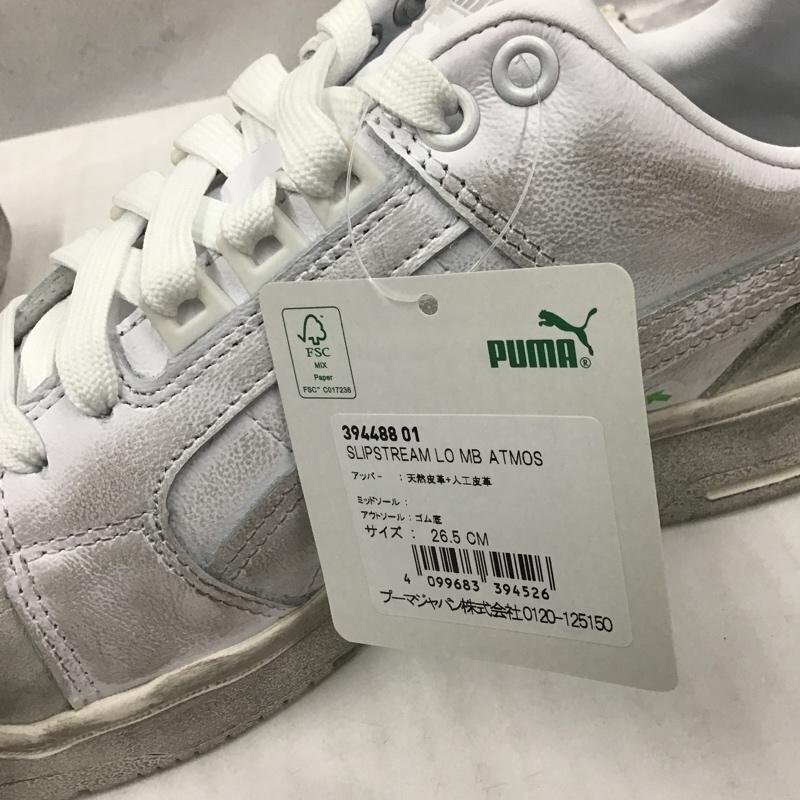 FSC
MIX
Paper
FSC™ C017236
PUMA®
394488 01
SLIPSTREAM LO MB ATMOS
アッパー ：天然皮革+人工皮革
ミッドソール：
アウトソール：ゴム底
サイズ： 26.5 CM
4 099683 394526
プーマジャパン株式会社0120-125150